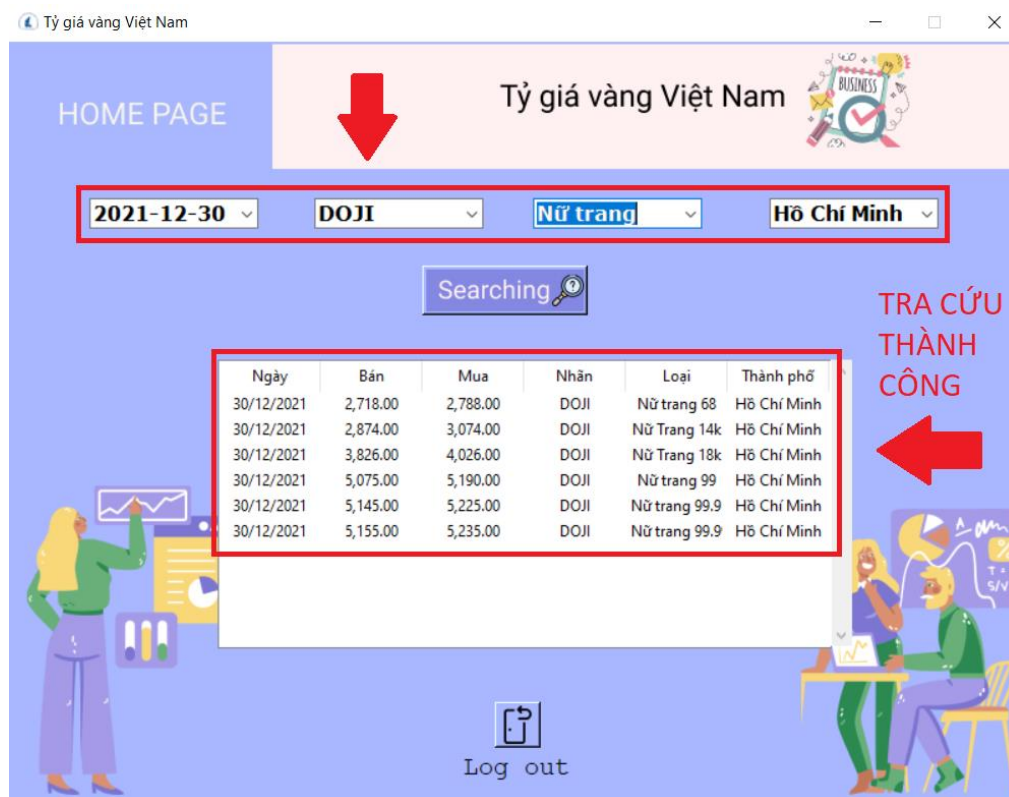 Tỷ giá vàng Việt Nam
HOME PAGE
Tỷ giá vàng Việt Nam
BUSINESS
2021-12-30 DOJI Nữ trang Hồ Chí Minh
Searching
TRA CỨU
THÀNH
CÔNG
Ngày Bán Mua Nhãn Loại Thành phố
30/12/2021 2,718.00 2,788.00 DOJI Nữ trang 68 Hồ Chí Minh
30/12/2021 2,874.00 3,074.00 DOJI Nữ Trang 14k Hồ Chí Minh
30/12/2021 3,826.00 4,026.00 DOJI Nữ Trang 18k Hồ Chí Minh
30/12/2021 5,075.00 5,190.00 DOJI Nữ trang 99 Hồ Chí Minh
30/12/2021 5,145.00 5,225.00 DOJI Nữ trang 99.9 Hồ Chí Minh
30/12/2021 5,155.00 5,235.00 DOJI Nữ trang 99.9 Hồ Chí Minh
Log out